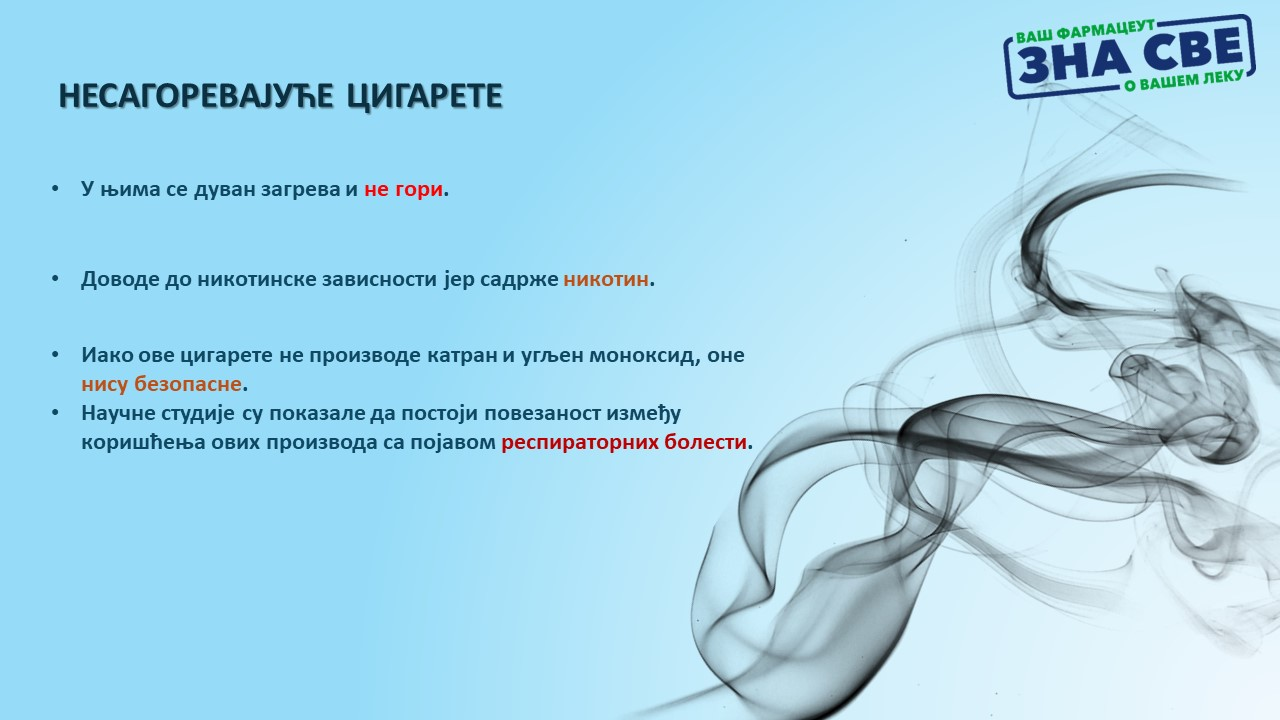 ВАШ ФАРМАЦЕУТ
ЗНА СВЕ
О ВАШЕМ ЛЕКУ
НЕСАГОРЕВАЈУЋЕ ЦИГАРЕТЕ
• У њима се дуван загрева и не гори.
• Доводе до никотинске зависности јер садрже никотин.
• Иако ове цигарете не производе катран и угљен моноксид, оне
нису безопасне.
• Научне студије су показале да постоји повезаност између
коришћења ових производа са појавом респираторних болести.